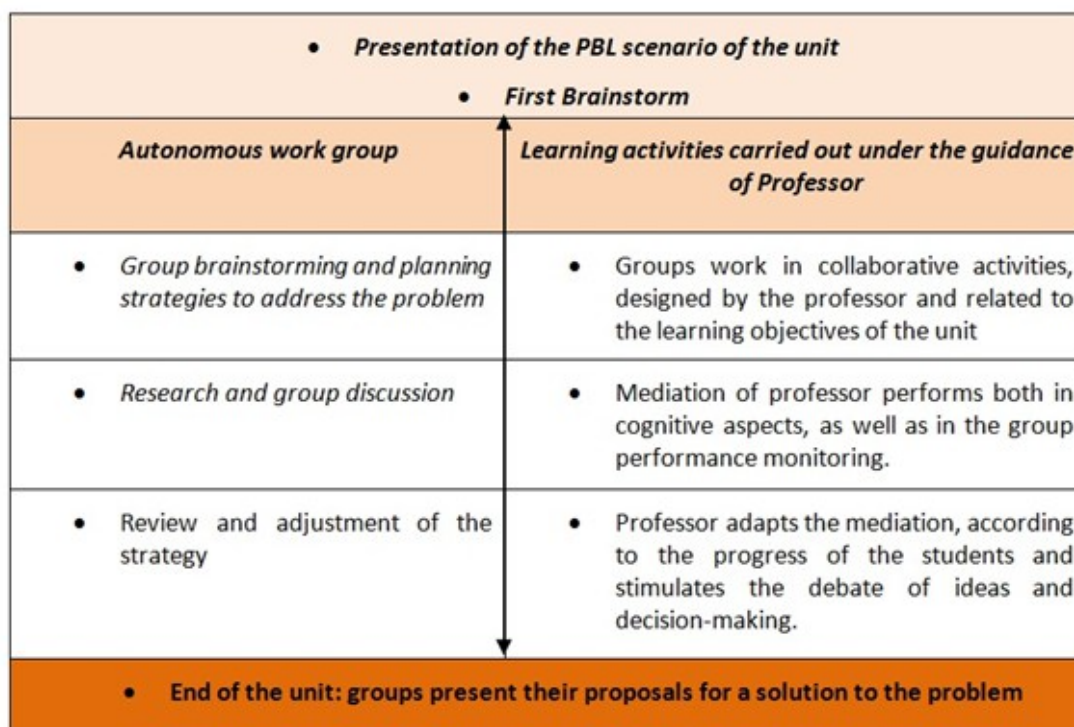 • Presentation of the PBL scenario of the unit
• First Brainstorm
Autonomous work group
Learning activities carried out under the guidance
of Professor
• Group brainstorming and planning
strategies to address the problem
• Groups work in collaborative activities,
designed by the professor and related to
the learning objectives of the unit
• Research and group discussion
• Mediation of professor performs both in
cognitive aspects, as well as in the group
performance monitoring.
• Review and adjustment of the
strategy
• Professor adapts the mediation, according
to the progress of the students and
stimulates the debate of ideas and
decision-making.
• End of the unit: groups present their proposals for a solution to the problem